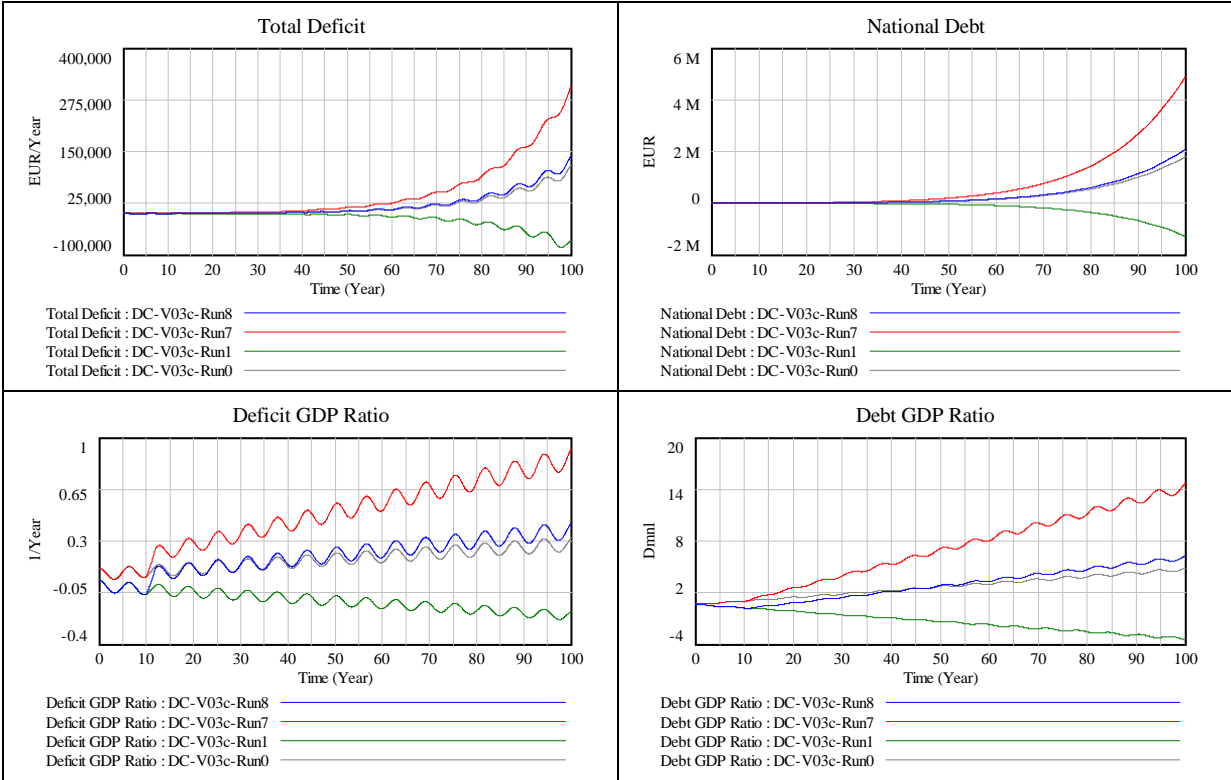 Total Deficit
400,000
275,000
150,000
25,000
-100,000
EUR/Year
0 10 20 30 40 50 60 70 80 90 100
Time (Year)
Total Deficit : DC-V03c-Run8
Total Deficit : DC-V03c-Run7
Total Deficit : DC-V03c-Run1
Total Deficit : DC-V03c-Run0
National Debt
6 M
4 M
2 M
0
-2 M
EUR
0 10 20 30 40 50 60 70 80 90 100
Time (Year)
National Debt : DC-V03c-Run8
National Debt : DC-V03c-Run7
National Debt : DC-V03c-Run1
National Debt : DC-V03c-Run0
Deficit GDP Ratio
1
0.65
0.3
-0.05
-0.4
1/Year
0 10 20 30 40 50 60 70 80 90 100
Time (Year)
Deficit GDP Ratio : DC-V03c-Run8
Deficit GDP Ratio : DC-V03c-Run7
Deficit GDP Ratio : DC-V03c-Run1
Deficit GDP Ratio : DC-V03c-Run0
Debt GDP Ratio
20
14
8
2
-4
Dmnl
0 10 20 30 40 50 60 70 80 90 100
Time (Year)
Debt GDP Ratio : DC-V03c-Run8
Debt GDP Ratio : DC-V03c-Run7
Debt GDP Ratio : DC-V03c-Run1
Debt GDP Ratio : DC-V03c-Run0